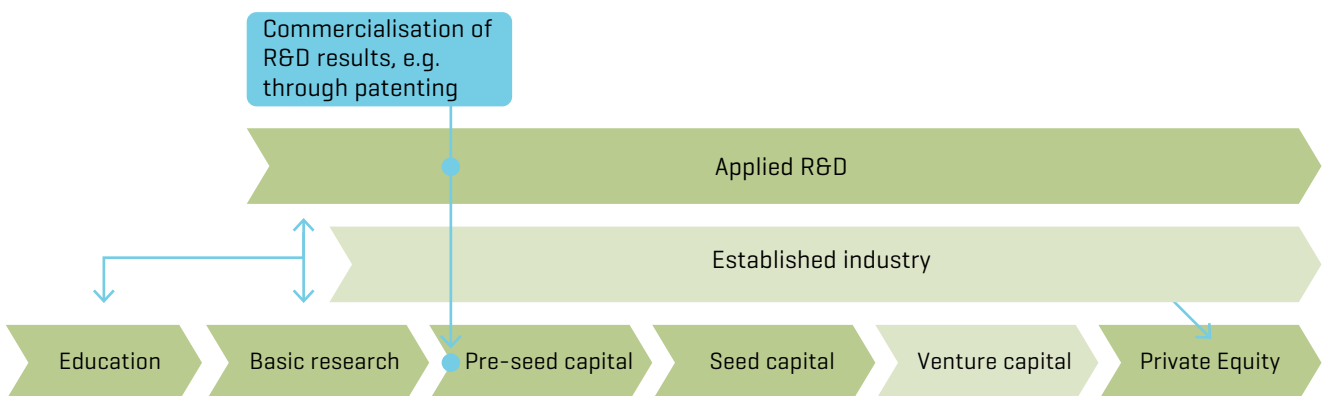 Commercialisation of
R&D results, e.g.
through patenting
Applied R&D
Established industry
Education
Basic research
Pre-seed capital
Seed capital
Venture capital
Private Equity